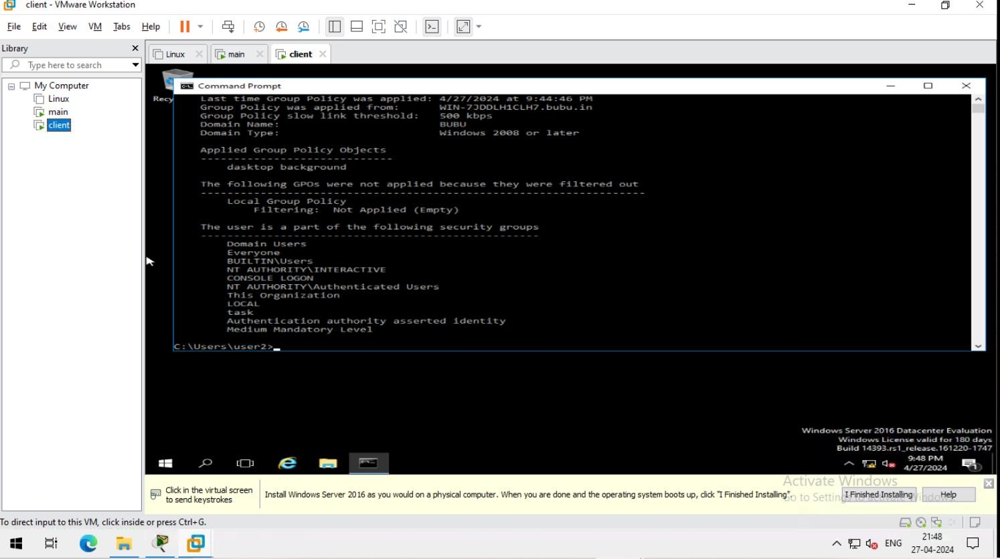 client - VMware Workstation
File Edit View VM Tabs Help
Library
Type here to search
My Computer
Linux
main
client
Linux main client
Recy
Command Prompt
Last time Group Policy was applied: 4/27/2024 at 9:44:46 PM
Group Policy was applied from: WIN-7JDDLH1CLH7.bubu.in
Group Policy slow link threshold: 500 kbps
Domain Name: BUBU
Domain Type: Windows 2008 or later
Applied Group Policy Objects
-----------------------------
dasktop background
The following GPOs were not applied because they were filtered out
-------------------------------------------------------------------
Local Group Policy
Filtering: Not Applied (Empty)
The user is a part of the following security groups
---------------------------------------------------
Domain Users
Everyone
BUILTIN\Users
NT AUTHORITY\INTERACTIVE
CONSOLE LOGON
NT AUTHORITY\Authenticated Users
This Organization
LOCAL
task
Authentication authority asserted identity
Medium Mandatory Level
C:\Users\user2>_
Windows Server 2016 Datacenter Evaluation
Windows License valid for 180 days
Build 14393.rs1_release.161220-1747
9:48 PM
4/27/2024
1
Click in the virtual screen
to send keystrokes
Install Windows Server 2016 as you would on a physical computer. When you are done and the operating system boots up, click "I Finished Installing".
I Finished Installing
Help
Activate Windows
Go to Settings to activate Windows.
To direct input to this VM, click inside or press Ctrl+G.
ENG
21:48
27-04-2024